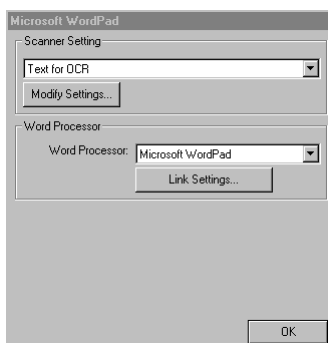 Microsoft WordPad
Scanner Setting
Text for OCR
Modify Settings...
Word Processor
Word Processor: Microsoft WordPad
Link Settings...
OK